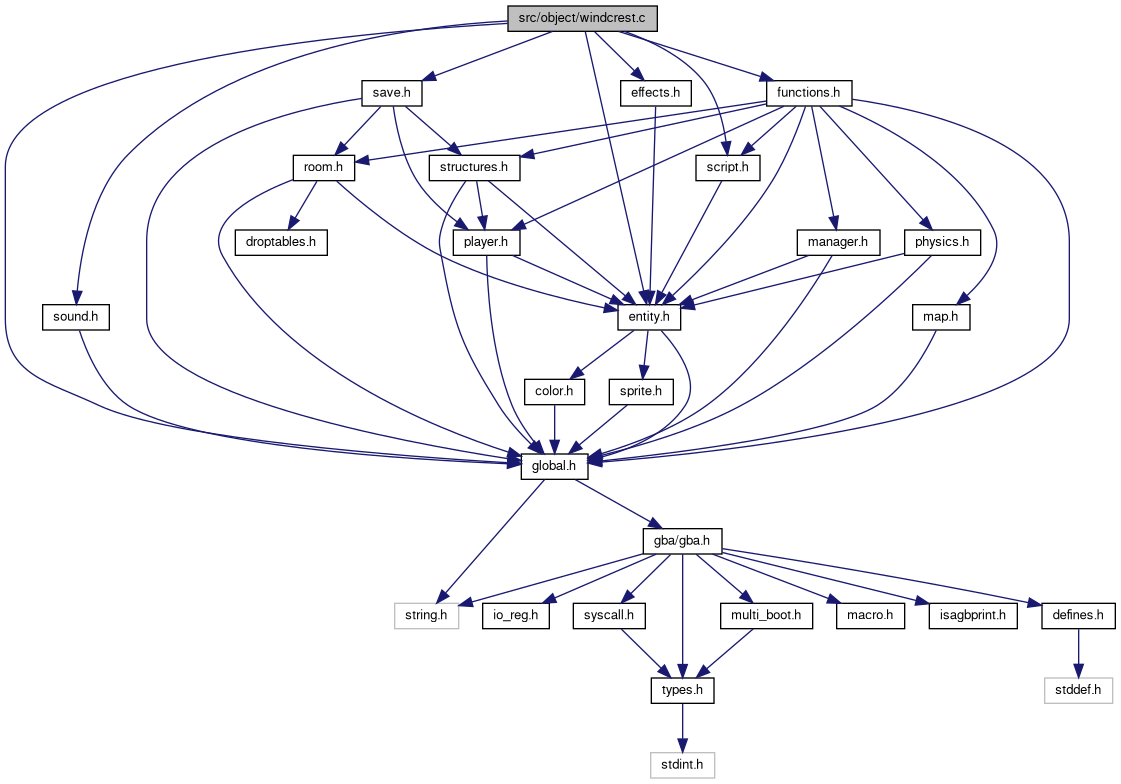 src/object/windcrest.c
save.h
effects.h
functions.h
room.h
structures.h
script.h
droptables.h
player.h
manager.h
physics.h
sound.h
entity.h
map.h
color.h
sprite.h
global.h
gba/gba.h
string.h
io_reg.h
syscall.h
multi_boot.h
macro.h
isagbprint.h
defines.h
types.h
stddef.h
stdint.h